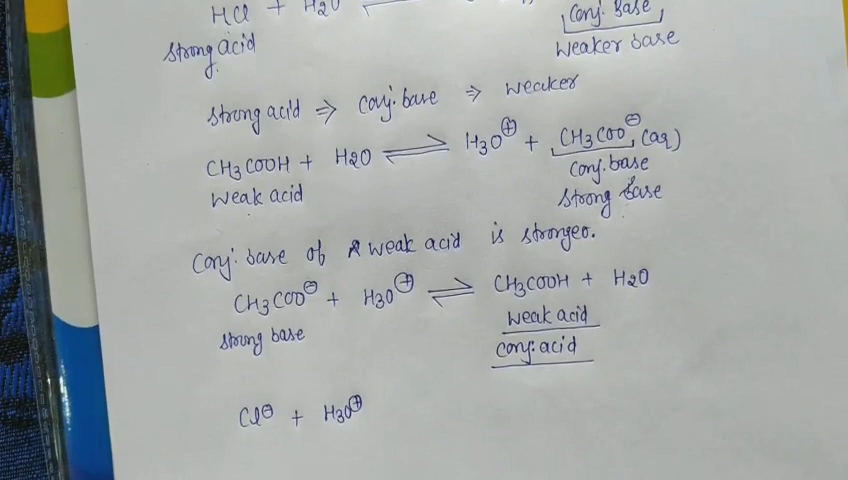 HCl + H2O ⇌
Conj. base
strong acid
weaker base
strong acid ⇒ Conj. base ⇒ weaker
CH3COOH + H2O ⇌ H3O⊕ + CH3COO⊖ (aq)
weak acid
Conj. base
strong base
Conj. base of weak acid is stronger.
CH3COO⊖ + H3O⊕ ⇌ CH3COOH + H2O
strong base
weak acid
conj. acid
Cl⊖ + H3O⊕